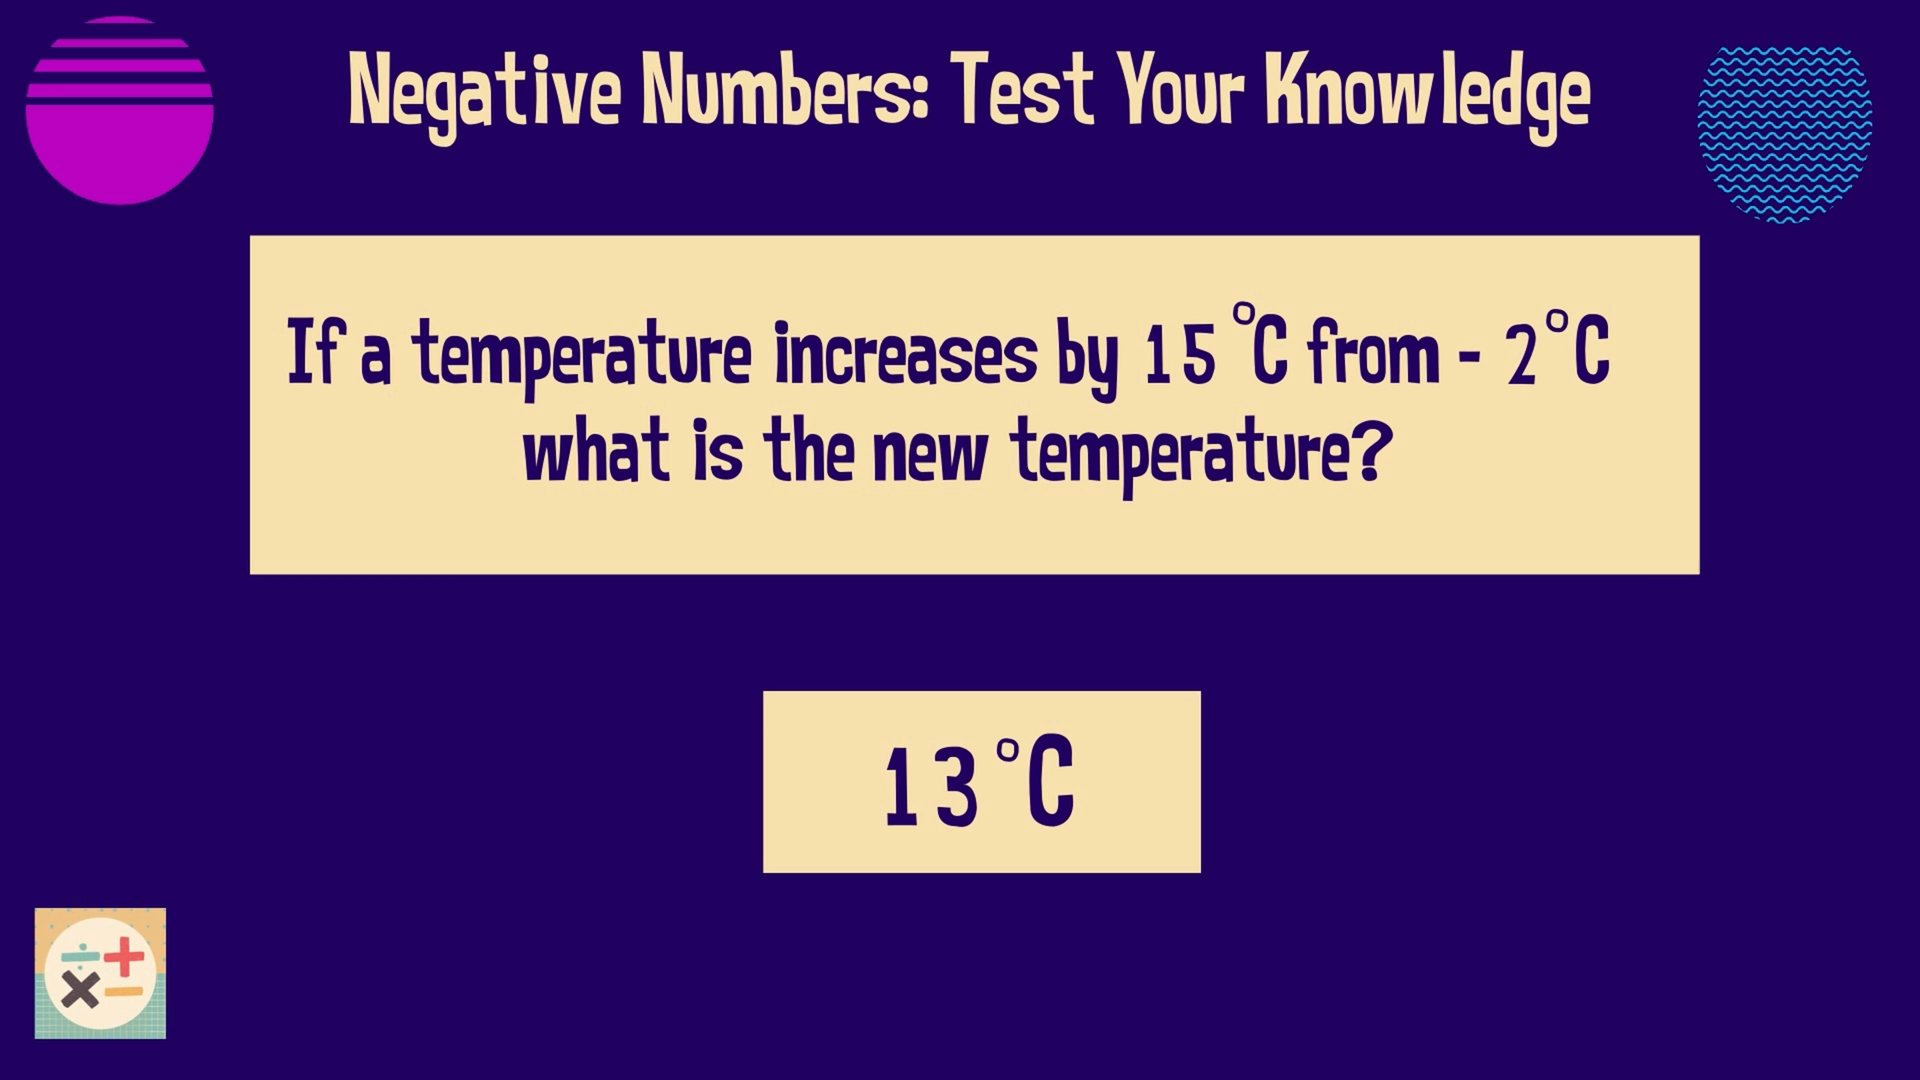 Negative Numbers: Test Your Knowledge
If a temperature increases by 15°C from - 2°C
what is the new temperature?
13°C